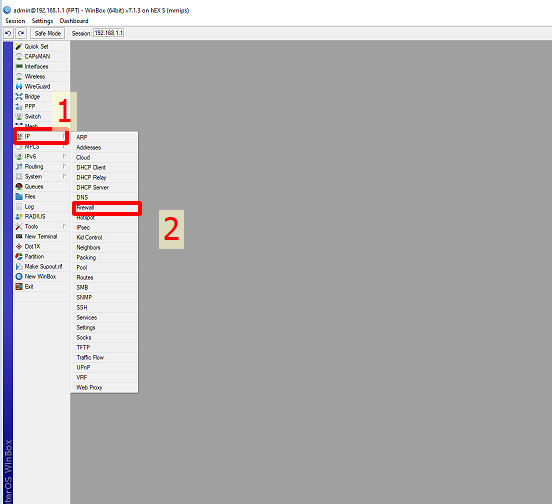 admin@192.168.1.1 (FPT) - WinBox (64bit) v7.1.3 on hEX S (mmips)
Session Settings Dashboard
Safe Mode Session: 192.168.1.1
Quick Set
CAPsMAN
Interfaces
Wireless
WireGuard
Bridge
PPP
Switch
Mesh
IP
MPLS
IPv6
Routing
System
Queues
Files
Log
RADIUS
Tools
New Terminal
Dot1X
Partition
Make Supout.rif
New WinBox
Exit
1
ARP
Addresses
Cloud
DHCP Client
DHCP Relay
DHCP Server
DNS
Firewall
Hotspot
IPsec
Kid Control
Neighbors
Packing
Pool
Routes
SMB
SNMP
SSH
Services
Settings
Socks
TFTP
Traffic Flow
UPnP
VRF
Web Proxy
2
terOS WinBox